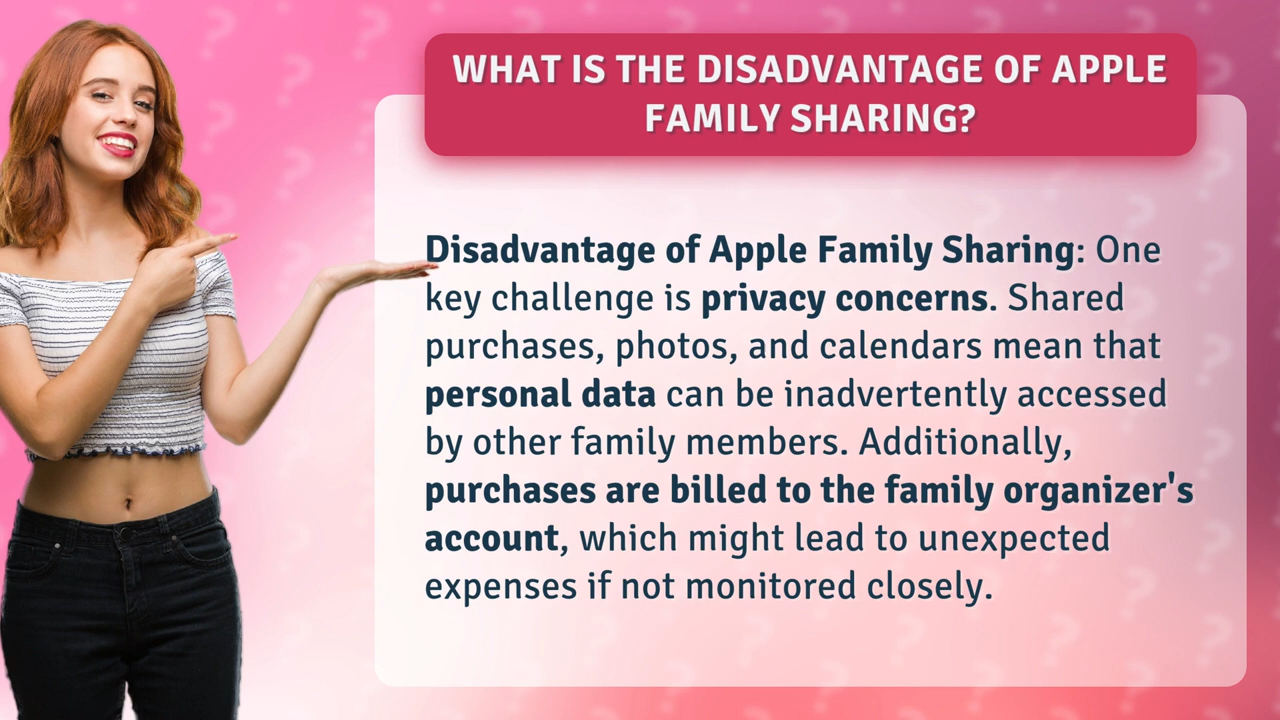 WHAT IS THE DISADVANTAGE OF APPLE
FAMILY SHARING?
Disadvantage of Apple Family Sharing: One
key challenge is privacy concerns. Shared
purchases, photos, and calendars mean that
personal data can be inadvertently accessed
by other family members. Additionally,
purchases are billed to the family organizer's
account, which might lead to unexpected
expenses if not monitored closely.